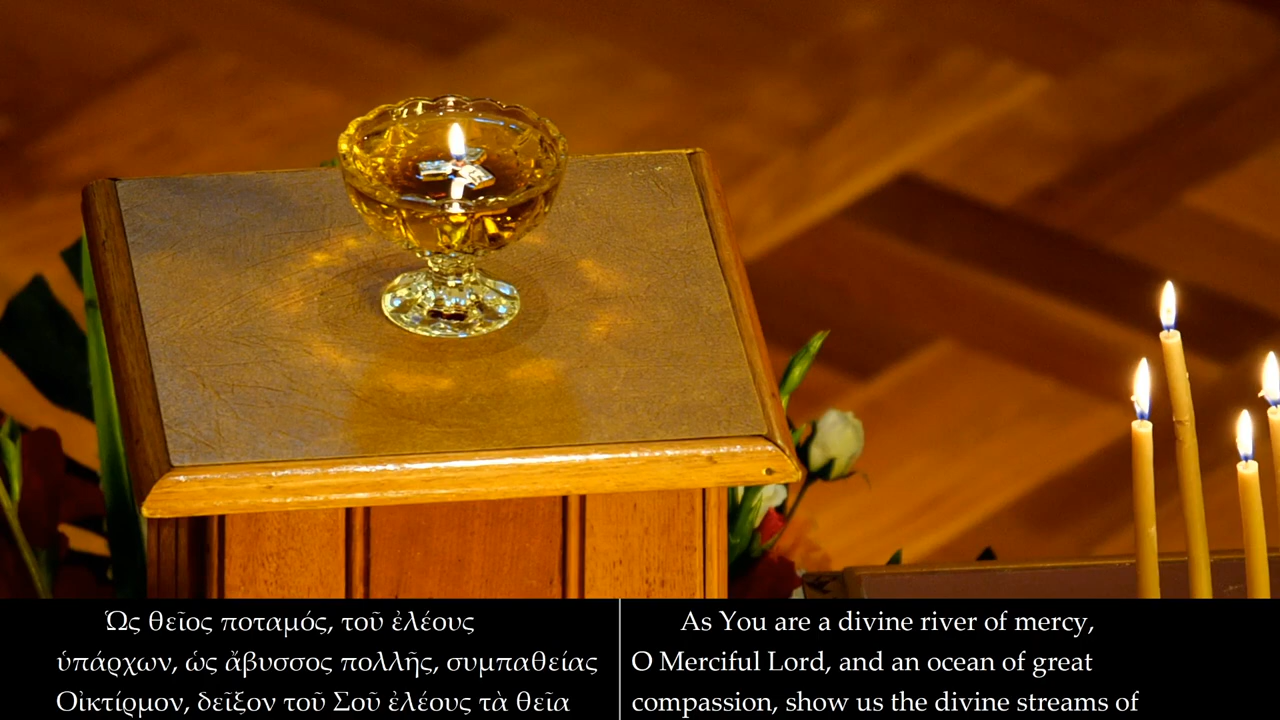 Ὡς θεῖος ποταμός, τοῦ ἐλέους
ὑπάρχων, ὡς ἄβυσσος πολλῆς, συμπαθείας
Οἰκτίρμον, δεῖξον τοῦ Σοῦ ἐλέους τὰ θεῖα
As You are a divine river of mercy,
O Merciful Lord, and an ocean of great
compassion, show us the divine streams of